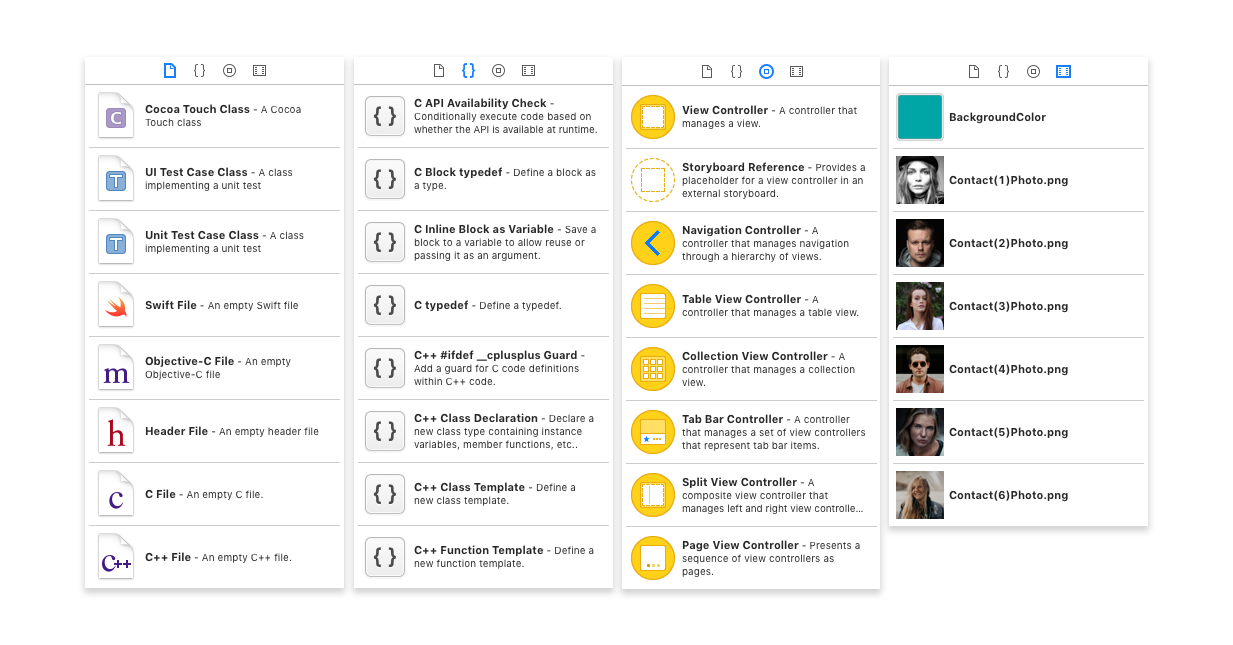 Cocoa Touch Class - A Cocoa
Touch class
UI Test Case Class - A class
implementing a unit test
Unit Test Case Class - A class
implementing a unit test
Swift File - An empty Swift file
Objective-C File - An empty
Objective-C file
Header File - An empty header file
C File - An empty C file.
C++ File - An empty C++ file.
C
T
T
m
h
c
c++
C API Availability Check -
Conditionally execute code based on
whether the API is available at runtime.
C Block typedef - Define a block as
a type.
C Inline Block as Variable - Save a
block to a variable to allow reuse or
passing it as an argument.
C typedef - Define a typedef.
C++ #ifdef __cplusplus Guard -
Add a guard for C code definitions
within C++ code.
C++ Class Declaration - Declare a
new class type containing instance
variables, member functions, etc..
C++ Class Template - Define a
new class template.
C++ Function Template - Define a
new function template.
{ }
{ }
{ }
{ }
{ }
{ }
{ }
{ }
View Controller - A controller that
manages a view.
Storyboard Reference - Provides a
placeholder for a view controller in an
external storyboard.
Navigation Controller - A
controller that manages navigation
through a hierarchy of views.
Table View Controller - A
controller that manages a table view.
Collection View Controller - A
controller that manages a collection
view.
Tab Bar Controller - A controller
that manages a set of view controllers
that represent tab bar items.
Split View Controller - A
composite view controller that
manages left and right view controlle...
Page View Controller - Presents a
sequence of view controllers as
pages.
BackgroundColor
Contact(1)Photo.png
Contact(2)Photo.png
Contact(3)Photo.png
Contact(4)Photo.png
Contact(5)Photo.png
Contact(6)Photo.png